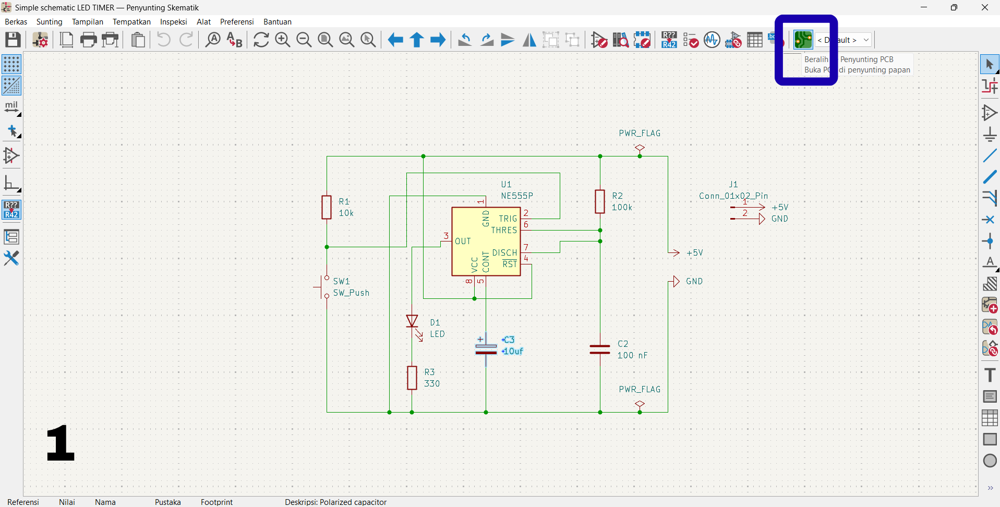 Simple schematic LED TIMER — Penyunting Skematik
Berkas Sunting Tampilan Tempatkan Inspeksi Alat Preferensi Bantuan
A
A B
R??
R42
< D ault >
Beralih Penyunting PCB
Buka PC di penyunting papan
mil
R??
R42
A
T
PWR_FLAG
U1
NE555P
J1
Conn_01x02_Pin
1
+5V
2
GND
R1
10k
R2
100k
1
GND
TRIG
2
THRES
6
3
OUT
DISCH
7
RST
4
VCC
CONT
8
5
+5V
GND
SW1
SW_Push
D1
LED
+
C3
10uf
C2
100 nF
R3
330
PWR_FLAG
1
Referensi Nilai Nama Pustaka Footprint Deskripsi: Polarized capacitor